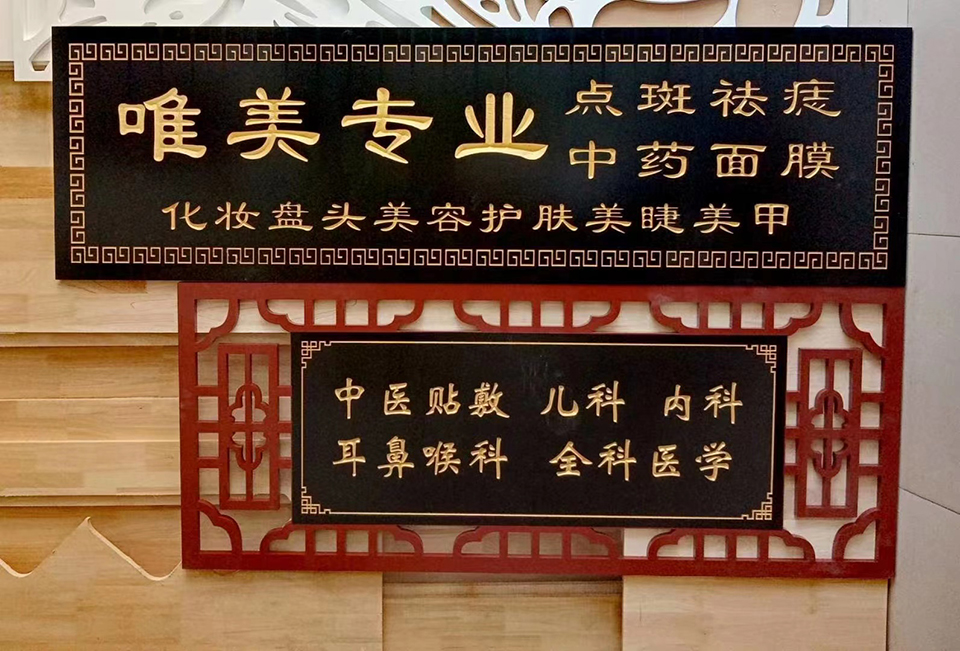 唯美专业
点斑祛痣
中药面膜
化妆盘头美容护肤美睫美甲
中医贴敷 儿科 内科
耳鼻喉科 全科医学